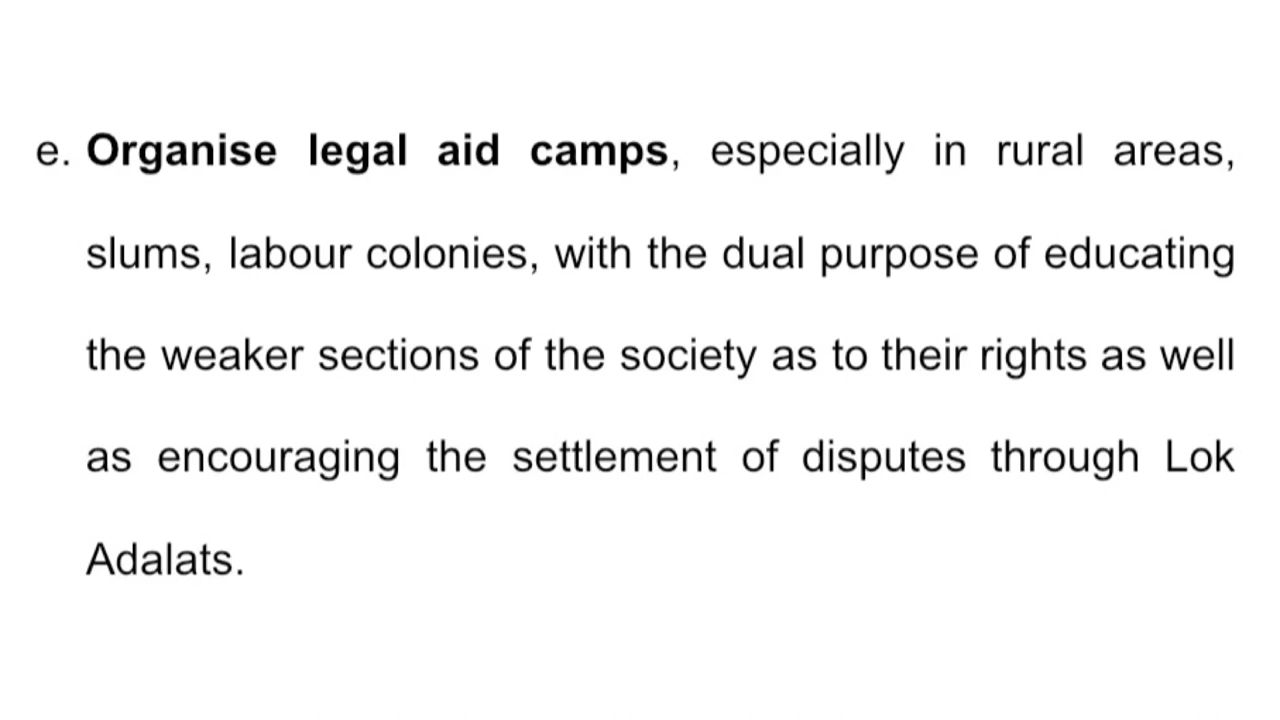 e. Organise legal aid camps, especially in rural areas,
slums, labour colonies, with the dual purpose of educating
the weaker sections of the society as to their rights as well
as encouraging the settlement of disputes through Lok
Adalats.